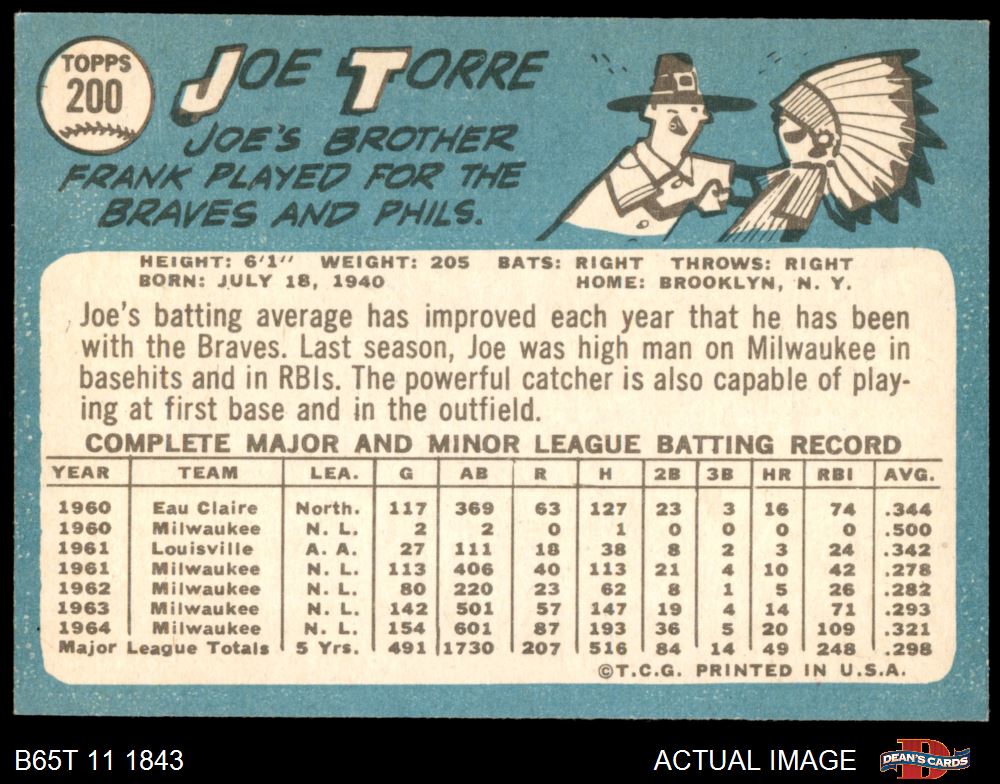 TOPPS
200
JOE TORRE
JOE'S BROTHER
FRANK PLAYED FOR THE
BRAVES AND PHILS.
HEIGHT: 6'1" WEIGHT: 205 BATS: RIGHT THROWS: RIGHT
BORN: JULY 18, 1940 HOME: BROOKLYN, N. Y.
Joe's batting average has improved each year that he has been
with the Braves. Last season, Joe was high man on Milwaukee in
basehits and in RBIs. The powerful catcher is also capable of play-
ing at first base and in the outfield.
COMPLETE MAJOR AND MINOR LEAGUE BATTING RECORD
YEAR TEAM LEA. G AB R H 2B 3B HR RBI AVG.
1960 Eau Claire North. 117 369 63 127 23 3 16 74 .344
1960 Milwaukee N. L. 2 2 0 1 0 0 0 0 .500
1961 Louisville A. A. 27 111 18 38 8 2 3 24 .342
1961 Milwaukee N. L. 113 406 40 113 21 4 10 42 .278
1962 Milwaukee N. L. 80 220 23 62 8 1 5 26 .282
1963 Milwaukee N. L. 142 501 57 147 19 4 14 71 .293
1964 Milwaukee N. L. 154 601 87 193 36 5 20 109 .321
Major League Totals 5 Yrs. 491 1730 207 516 84 14 49 248 .298
©T.C.G. PRINTED IN U.S.A.
B65T 11 1843 ACTUAL IMAGE DEAN'S CARDS